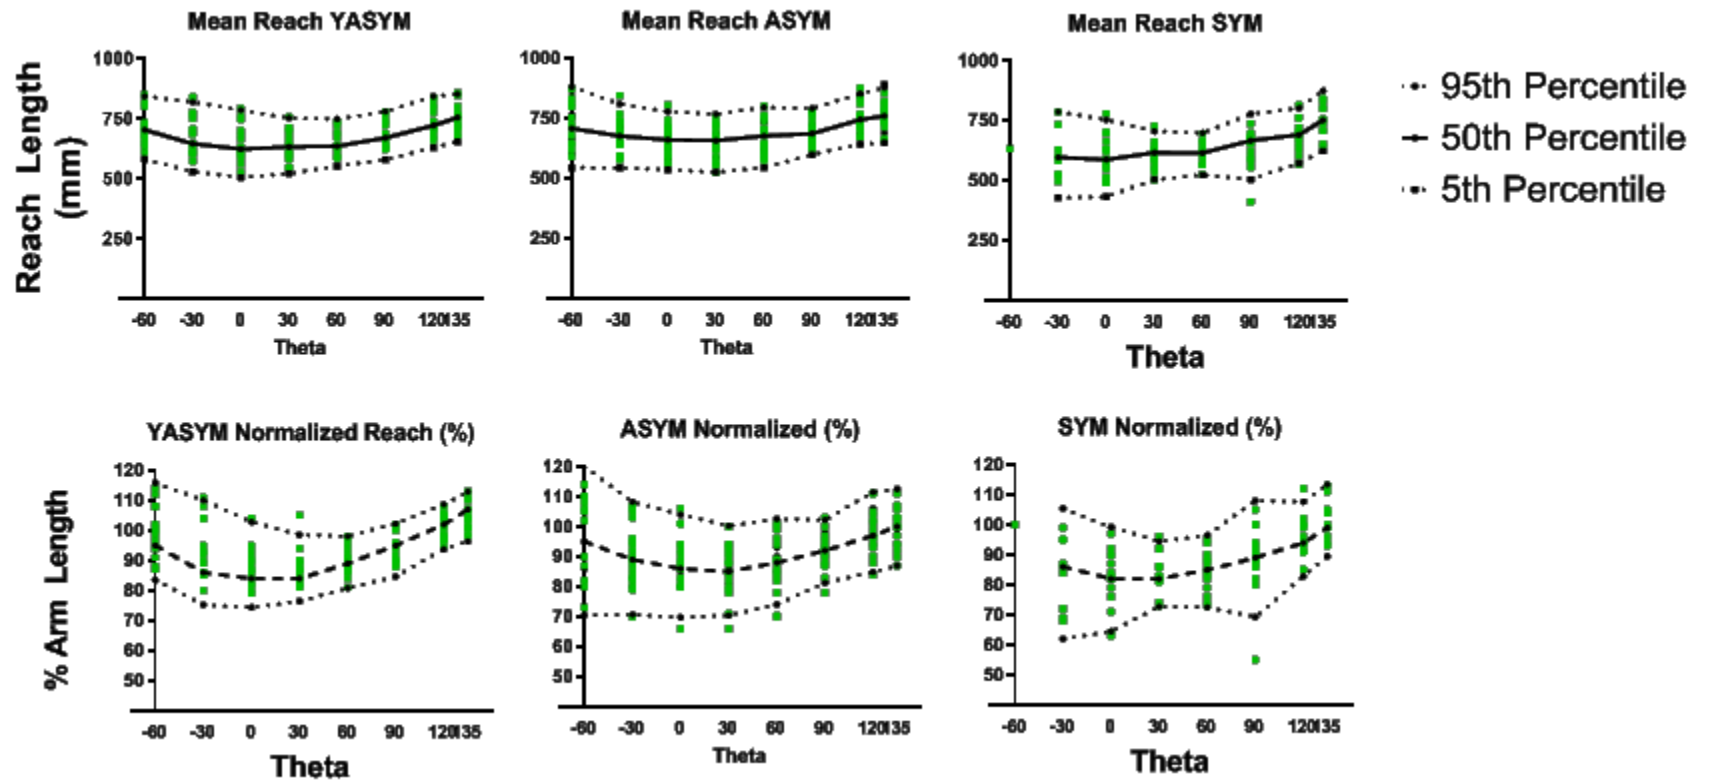 Mean Reach YASYM
Mean Reach ASYM
Mean Reach SYM
Reach Length
(mm)
1000
750
500
250
-60 -30 0 30 60 90 120 135
Theta
1000
750
500
250
-60 -30 0 30 60 90 120 135
Theta
1000
750
500
250
-60 -30 0 30 60 90 120 135
Theta
95th Percentile
50th Percentile
5th Percentile
YASYM Normalized Reach (%)
ASYM Normalized (%)
SYM Normalized (%)
% Arm Length
120
110
100
90
80
70
60
50
-60 -30 0 30 60 90 120 135
Theta
120
110
100
90
80
70
60
50
-60 -30 0 30 60 90 120 135
Theta
120
110
100
90
80
70
60
50
-60 -30 0 30 60 90 120 135
Theta